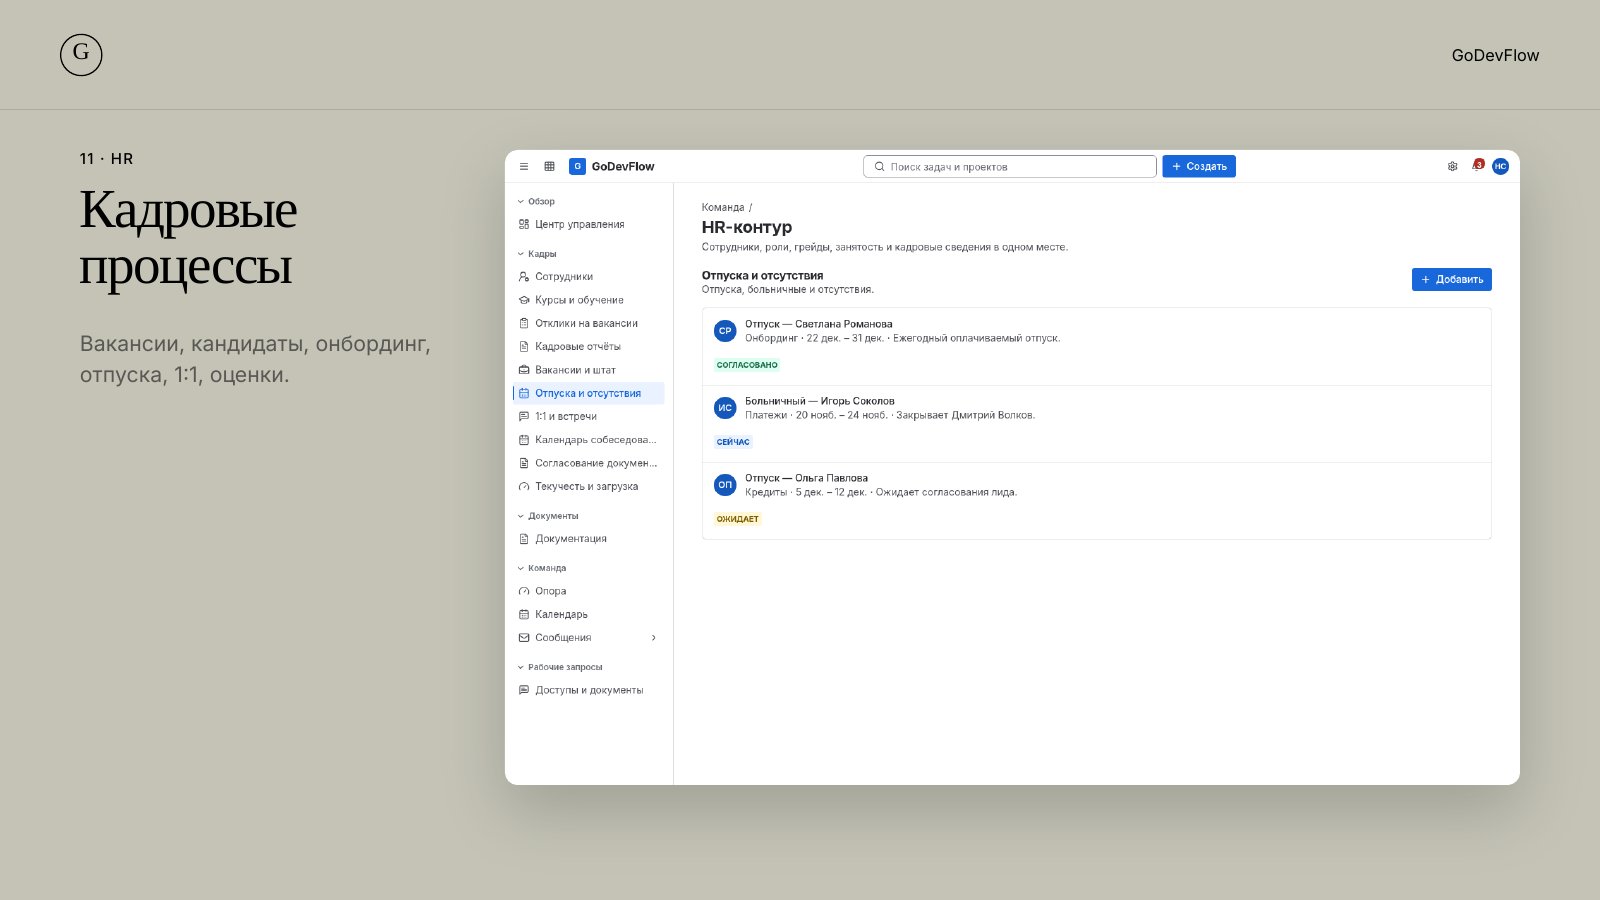 G
GoDevFlow
11 · HR
Кадровые
процессы
Вакансии, кандидаты, онбординг,
отпуска, 1:1, оценки.
G GoDevFlow
Поиск задач и проектов
+ Создать
3
НС
Обзор
Центр управления
Кадры
Сотрудники
Курсы и обучение
Отклики на вакансии
Кадровые отчёты
Вакансии и штат
Отпуска и отсутствия
1:1 и встречи
Календарь собеседова...
Согласование докумен...
Текучесть и загрузка
Документы
Документация
Команда
Опора
Календарь
Сообщения
Рабочие запросы
Доступы и документы
Команда /
HR-контур
Сотрудники, роли, грейды, занятость и кадровые сведения в одном месте.
Отпуска и отсутствия
Отпуска, больничные и отсутствия.
+ Добавить
СР
Отпуск — Светлана Романова
Онбординг · 22 дек. – 31 дек. · Ежегодный оплачиваемый отпуск.
СОГЛАСОВАНО
ИС
Больничный — Игорь Соколов
Платежи · 20 нояб. – 24 нояб. · Закрывает Дмитрий Волков.
СЕЙЧАС
ОП
Отпуск — Ольга Павлова
Кредиты · 5 дек. – 12 дек. · Ожидает согласования лида.
ОЖИДАЕТ